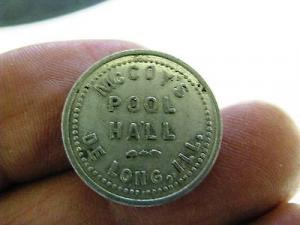 McCOY'S
POOL
HALL
DE LONG, ILL.